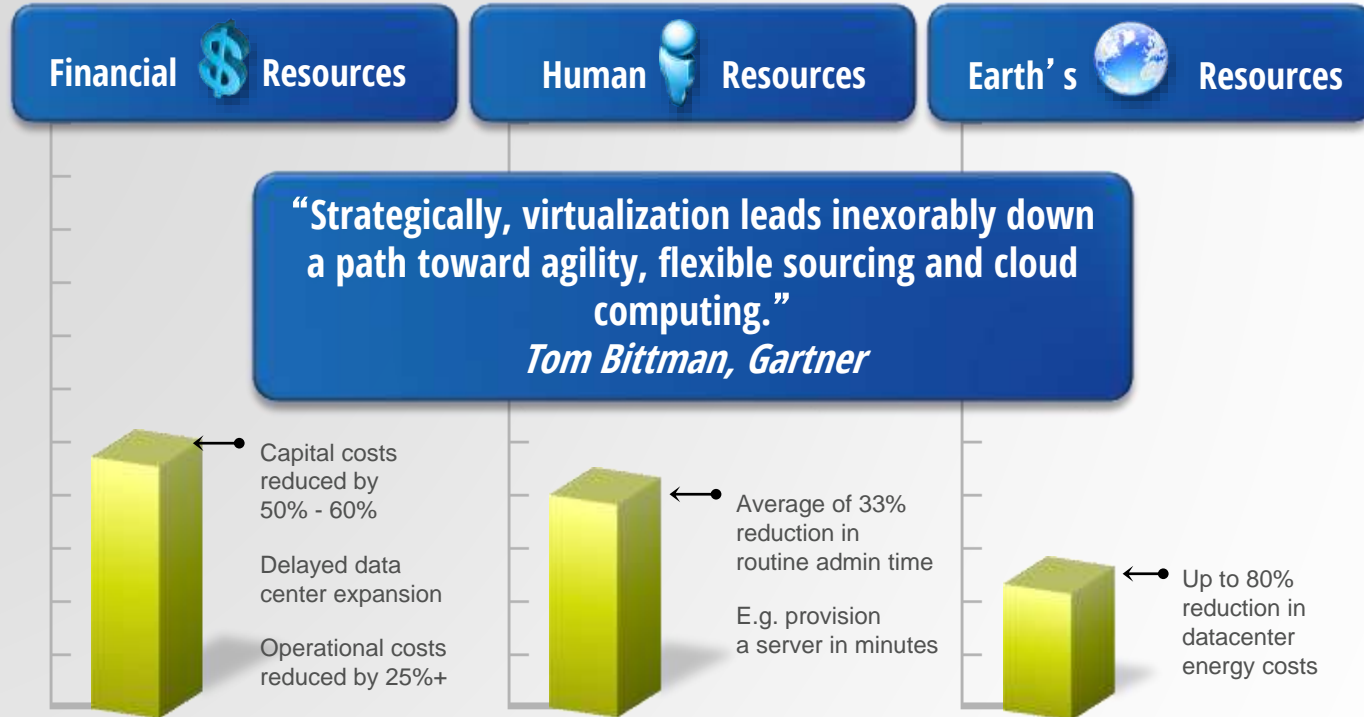 Financial Resources
Human Resources
Earth's Resources
“Strategically, virtualization leads inexorably down
a path toward agility, flexible sourcing and cloud
computing.”
Tom Bittman, Gartner
Capital costs
reduced by
50% - 60%
Delayed data
center expansion
Operational costs
reduced by 25%+
Average of 33%
reduction in
routine admin time
E.g. provision
a server in minutes
Up to 80%
reduction in
datacenter
energy costs